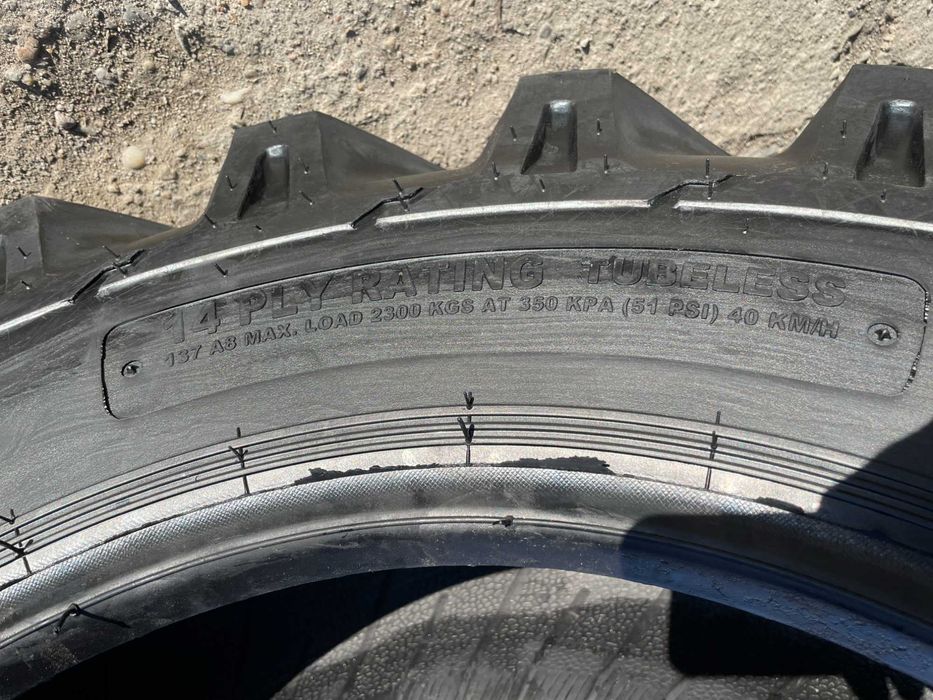 14 PLY RATING TUBELESS
137 A8 MAX. LOAD 2300 KGS AT 350 KPA (51 PSI) 40 KM/H